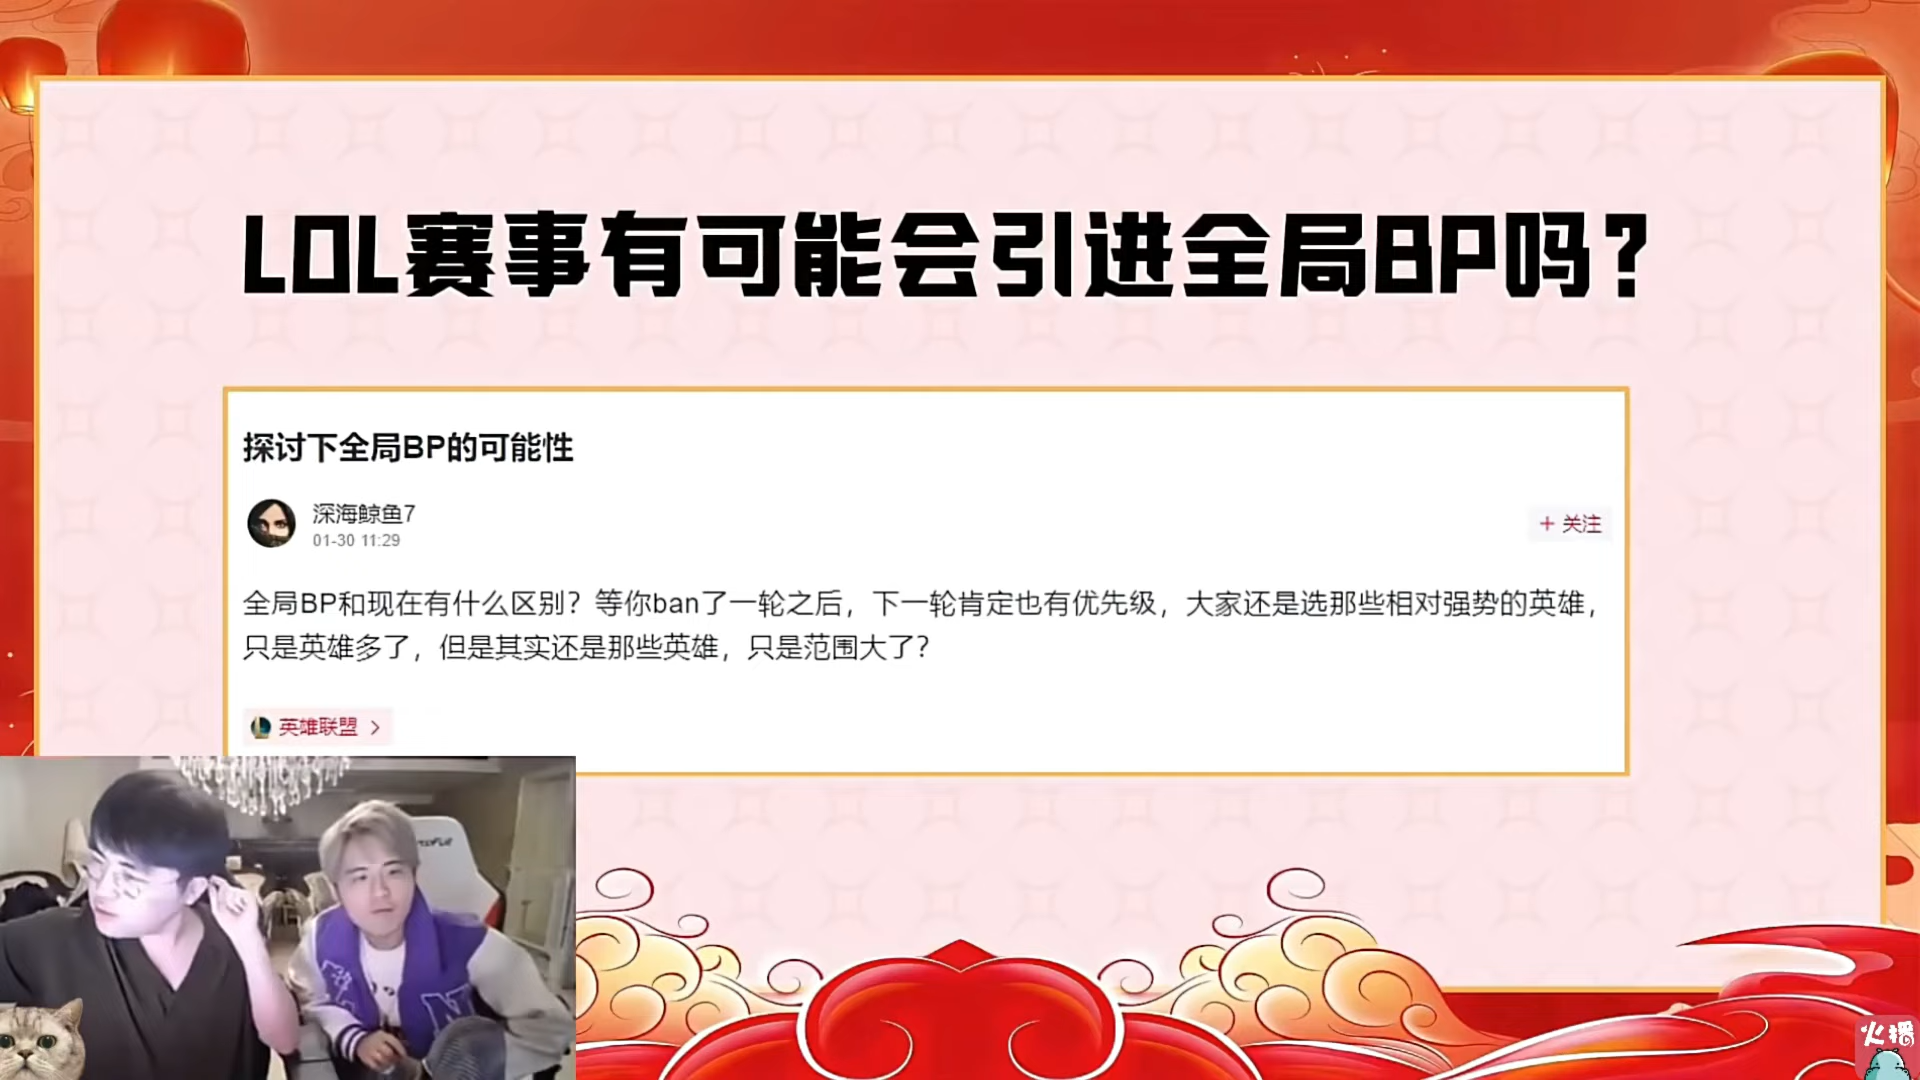 LOL赛事有可能会引进全局BP吗?
探讨下全局BP的可能性
深海鲸鱼7
01-30 11:29
+ 关注
全局BP和现在有什么区别？等你ban了一轮之后，下一轮肯定也有优先级，大家还是选那些相对强势的英雄，
只是英雄多了，但是其实还是那些英雄，只是范围大了？
英雄联盟 >
N
火播